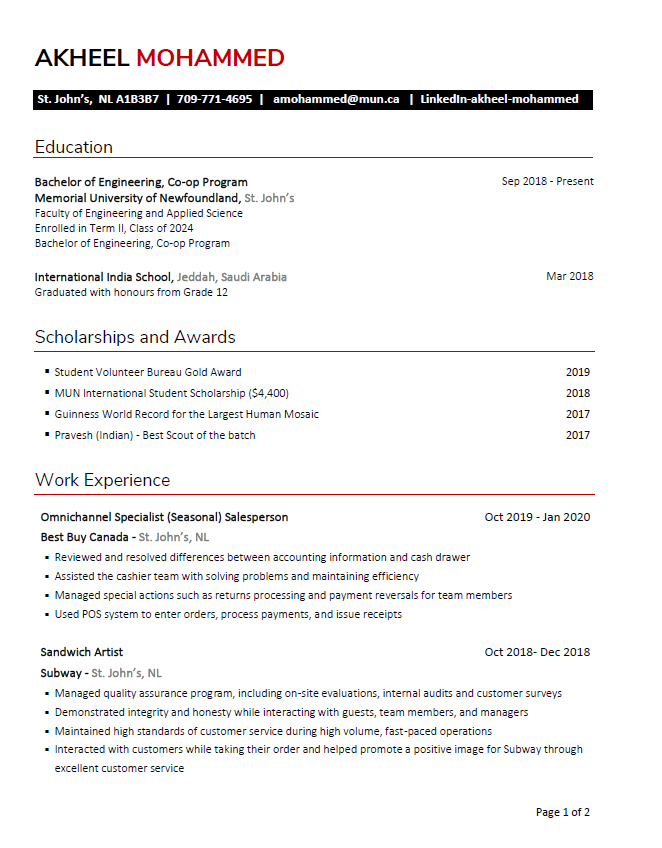 AKHEEL MOHAMMED
St. John's, NL A1B3B7 | 709-771-4695 | amohammed@mun.ca | LinkedIn-akheel-mohammed
Education
Bachelor of Engineering, Co-op Program Sep 2018 - Present
Memorial University of Newfoundland, St. John's
Faculty of Engineering and Applied Science
Enrolled in Term II, Class of 2024
Bachelor of Engineering, Co-op Program
International India School, Jeddah, Saudi Arabia Mar 2018
Graduated with honours from Grade 12
Scholarships and Awards
▪ Student Volunteer Bureau Gold Award 2019
▪ MUN International Student Scholarship ($4,400) 2018
▪ Guinness World Record for the Largest Human Mosaic 2017
▪ Pravesh (Indian) - Best Scout of the batch 2017
Work Experience
Omnichannel Specialist (Seasonal) Salesperson Oct 2019 - Jan 2020
Best Buy Canada - St. John's, NL
▪ Reviewed and resolved differences between accounting information and cash drawer
▪ Assisted the cashier team with solving problems and maintaining efficiency
▪ Managed special actions such as returns processing and payment reversals for team members
▪ Used POS system to enter orders, process payments, and issue receipts
Sandwich Artist Oct 2018- Dec 2018
Subway - St. John's, NL
▪ Managed quality assurance program, including on-site evaluations, internal audits and customer surveys
▪ Demonstrated integrity and honesty while interacting with guests, team members, and managers
▪ Maintained high standards of customer service during high volume, fast-paced operations
▪ Interacted with customers while taking their order and helped promote a positive image for Subway through
excellent customer service
Page 1 of 2